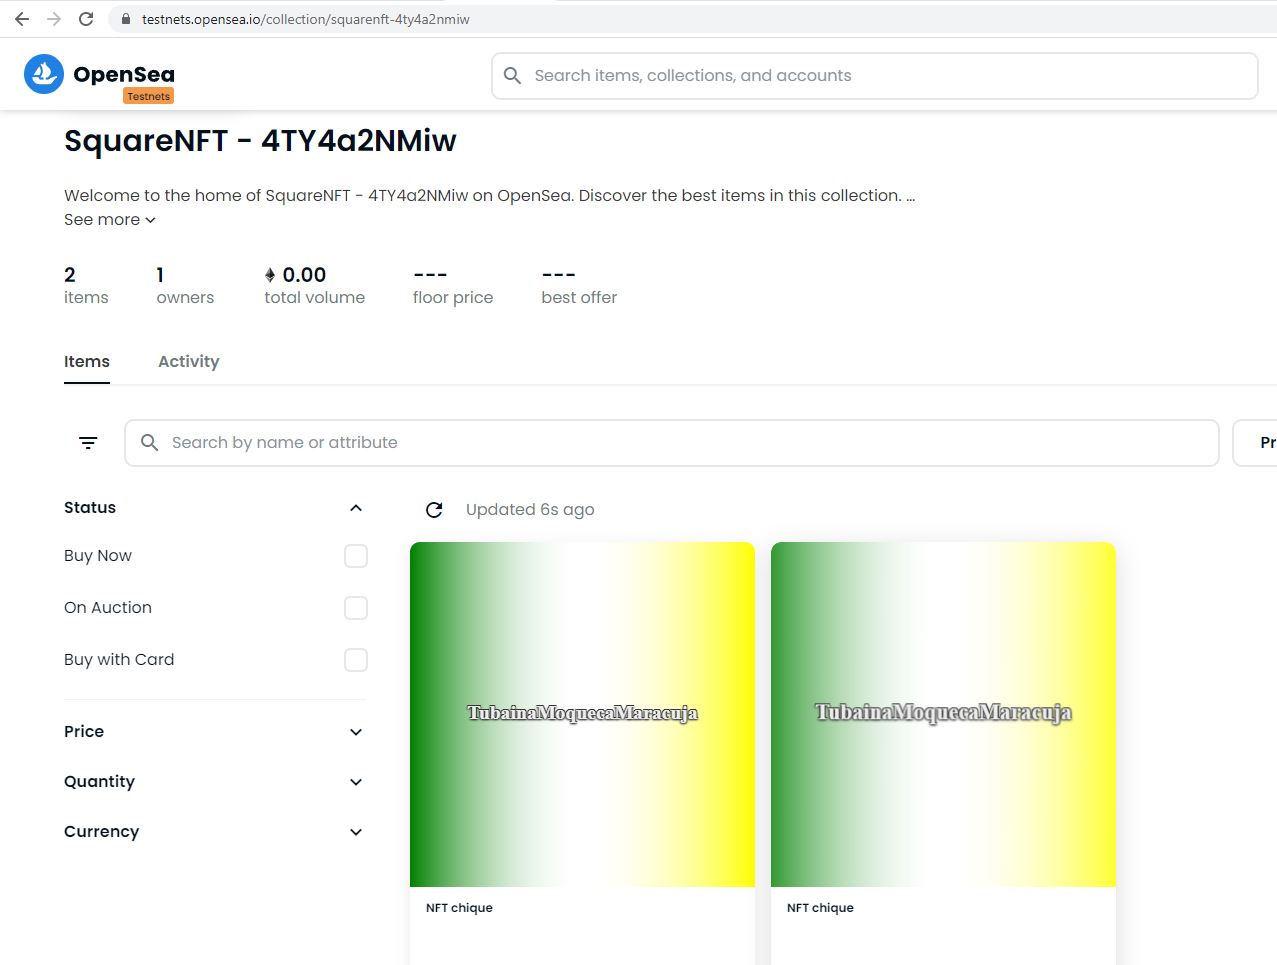 testnets.opensea.io/collection/squarenft-4ty4a2nmiw
OpenSea
Testnets
Search items, collections, and accounts
SquareNFT - 4TY4a2NMiw
Welcome to the home of SquareNFT - 4TY4a2NMiw on OpenSea. Discover the best items in this collection. ...
See more
2 1 0.00 --- ---
items owners total volume floor price best offer
Items Activity
Search by name or attribute Pr
Status
Updated 6s ago
Buy Now
On Auction
Buy with Card
Price
Quantity
Currency
TubainaMoquecaMaracuja TubainaMoquecaMaracuja
NFT chique NFT chique